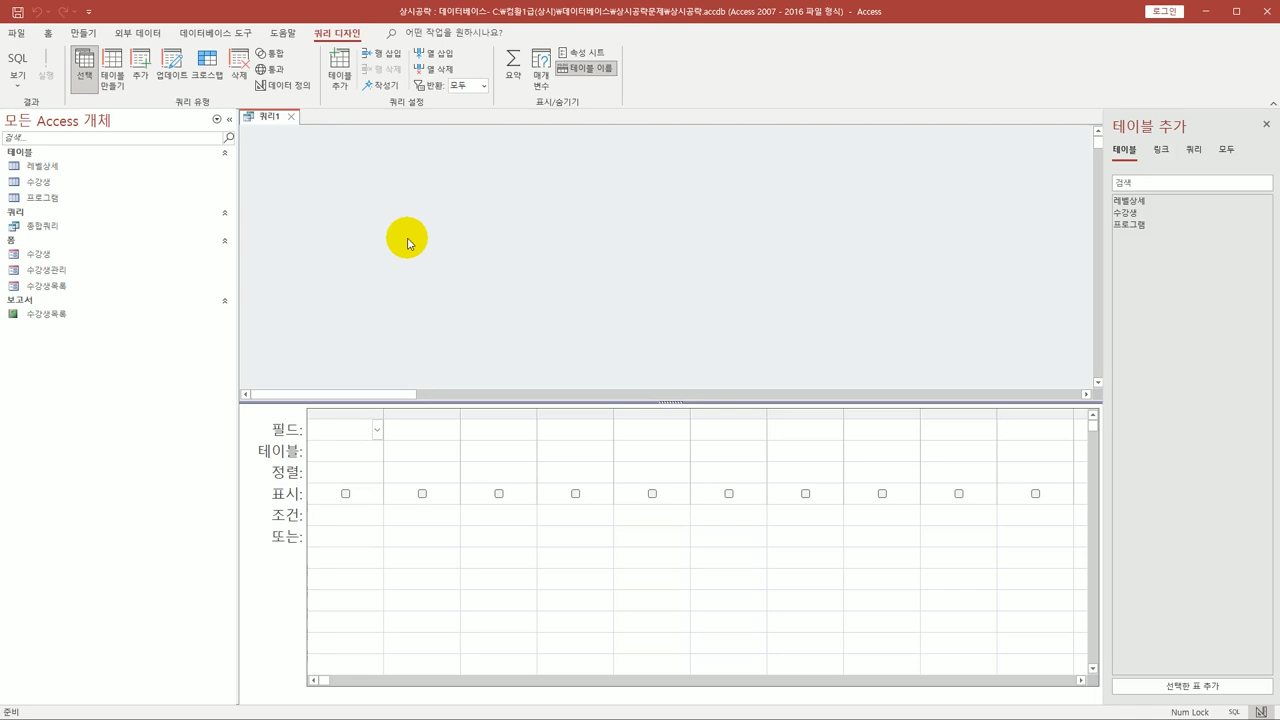 상시공략 : 데이터베이스- C:₩컴활1급(상시)₩데이터베이스₩상시공략문제₩상시공략.accdb (Access 2007 - 2016 파일 형식) - Access
로그인
파일 홈 만들기 외부 데이터 데이터베이스 도구 도움말 쿼리 디자인 어떤 작업을 원하시나요?
SQL 보기
실행
선택
테이블 만들기
추가
업데이트
크로스탭
삭제
통합
통과
데이터 정의
테이블 추가
행 삽입
행 삭제
작성기
열 삽입
열 삭제
반환: 모두
요약
매개 변수
속성 시트
테이블 이름
결과 쿼리 유형 쿼리 설정 표시/숨기기
모든 Access 개체
검색...
테이블
레벨상세
수강생
프로그램
쿼리
종합쿼리
폼
수강생
수강생관리
수강생목록
보고서
수강생목록
쿼리1
필드:
테이블:
정렬:
표시:
조건:
또는:
테이블 추가
테이블 링크 쿼리 모두
검색
레벨상세
수강생
프로그램
선택한 표 추가
준비
Num Lock SQL